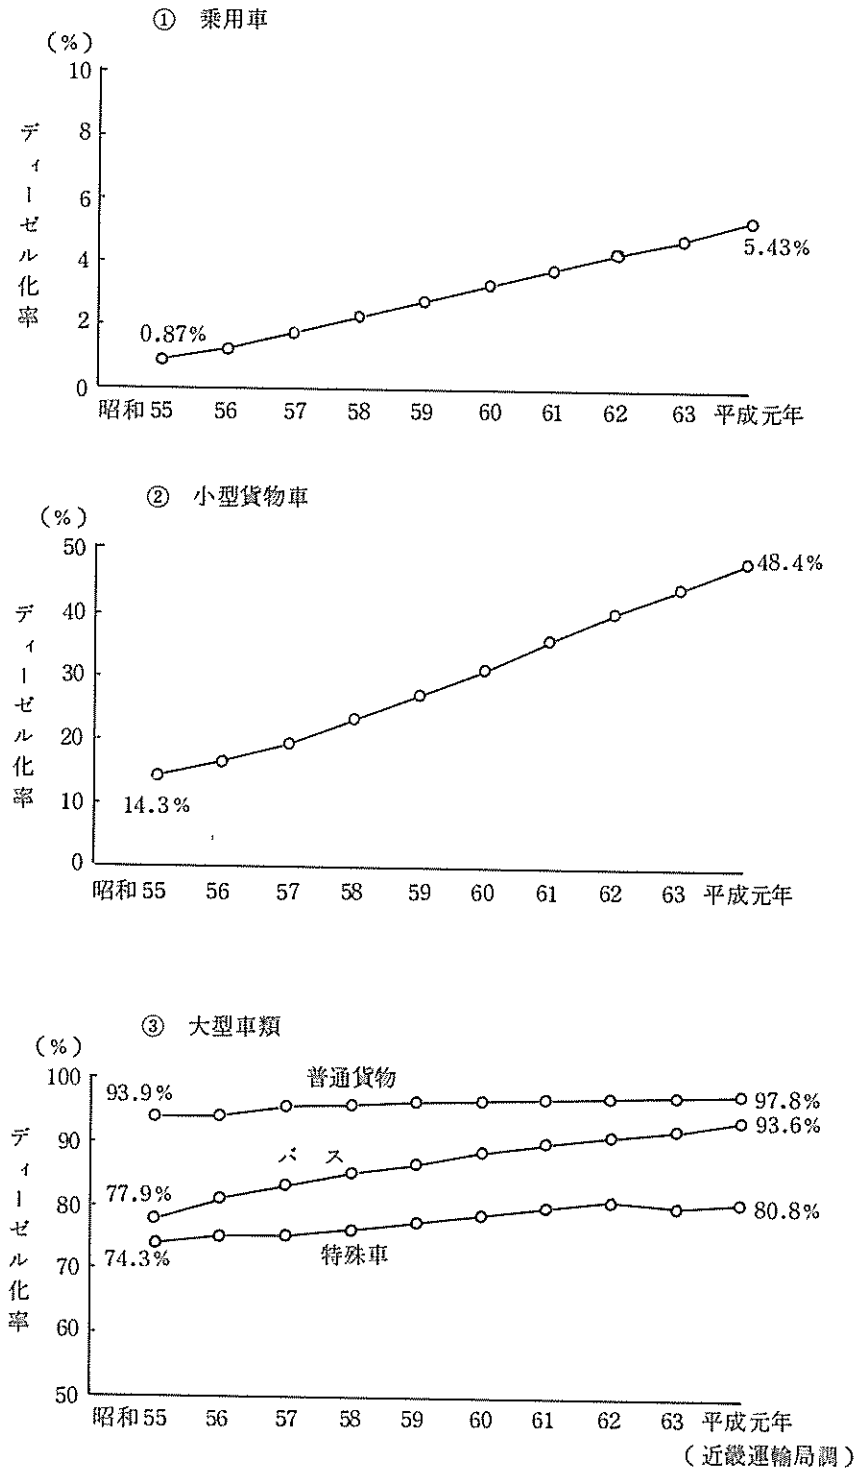 ① 乗用車
(%)
10
8
6
4
2
0
ディーゼル化率
0.87%
5.43%
昭和55 56 57 58 59 60 61 62 63 平成元年
② 小型貨物車
(%)
50
40
30
20
10
0
ディーゼル化率
14.3%
48.4%
昭和55 56 57 58 59 60 61 62 63 平成元年
③ 大型車類
(%)
100
90
80
70
60
50
ディーゼル化率
普通貨物
93.9%
97.8%
バス
77.9%
93.6%
特殊車
74.3%
80.8%
昭和55 56 57 58 59 60 61 62 63 平成元年
(近畿運輸局調)